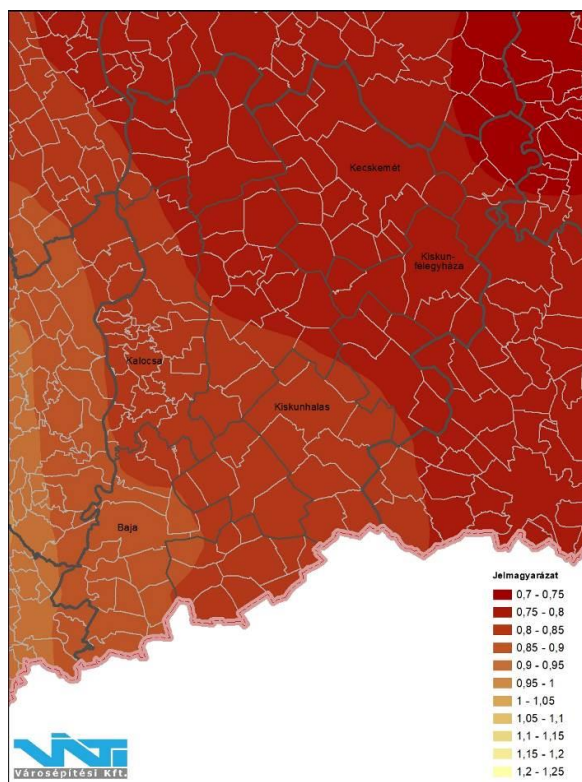 Kecskemét
Kiskun-
félegyháza
Kalocsa
Kiskunhalas
Baja
Jelmagyarázat
0,7 - 0,75
0,75 - 0,8
0,8 - 0,85
0,85 - 0,9
0,9 - 0,95
0,95 - 1
1 - 1,05
1,05 - 1,1
1,1 - 1,15
1,15 - 1,2
1,2 - 1,25
VÁTI
Városépítési Kft.